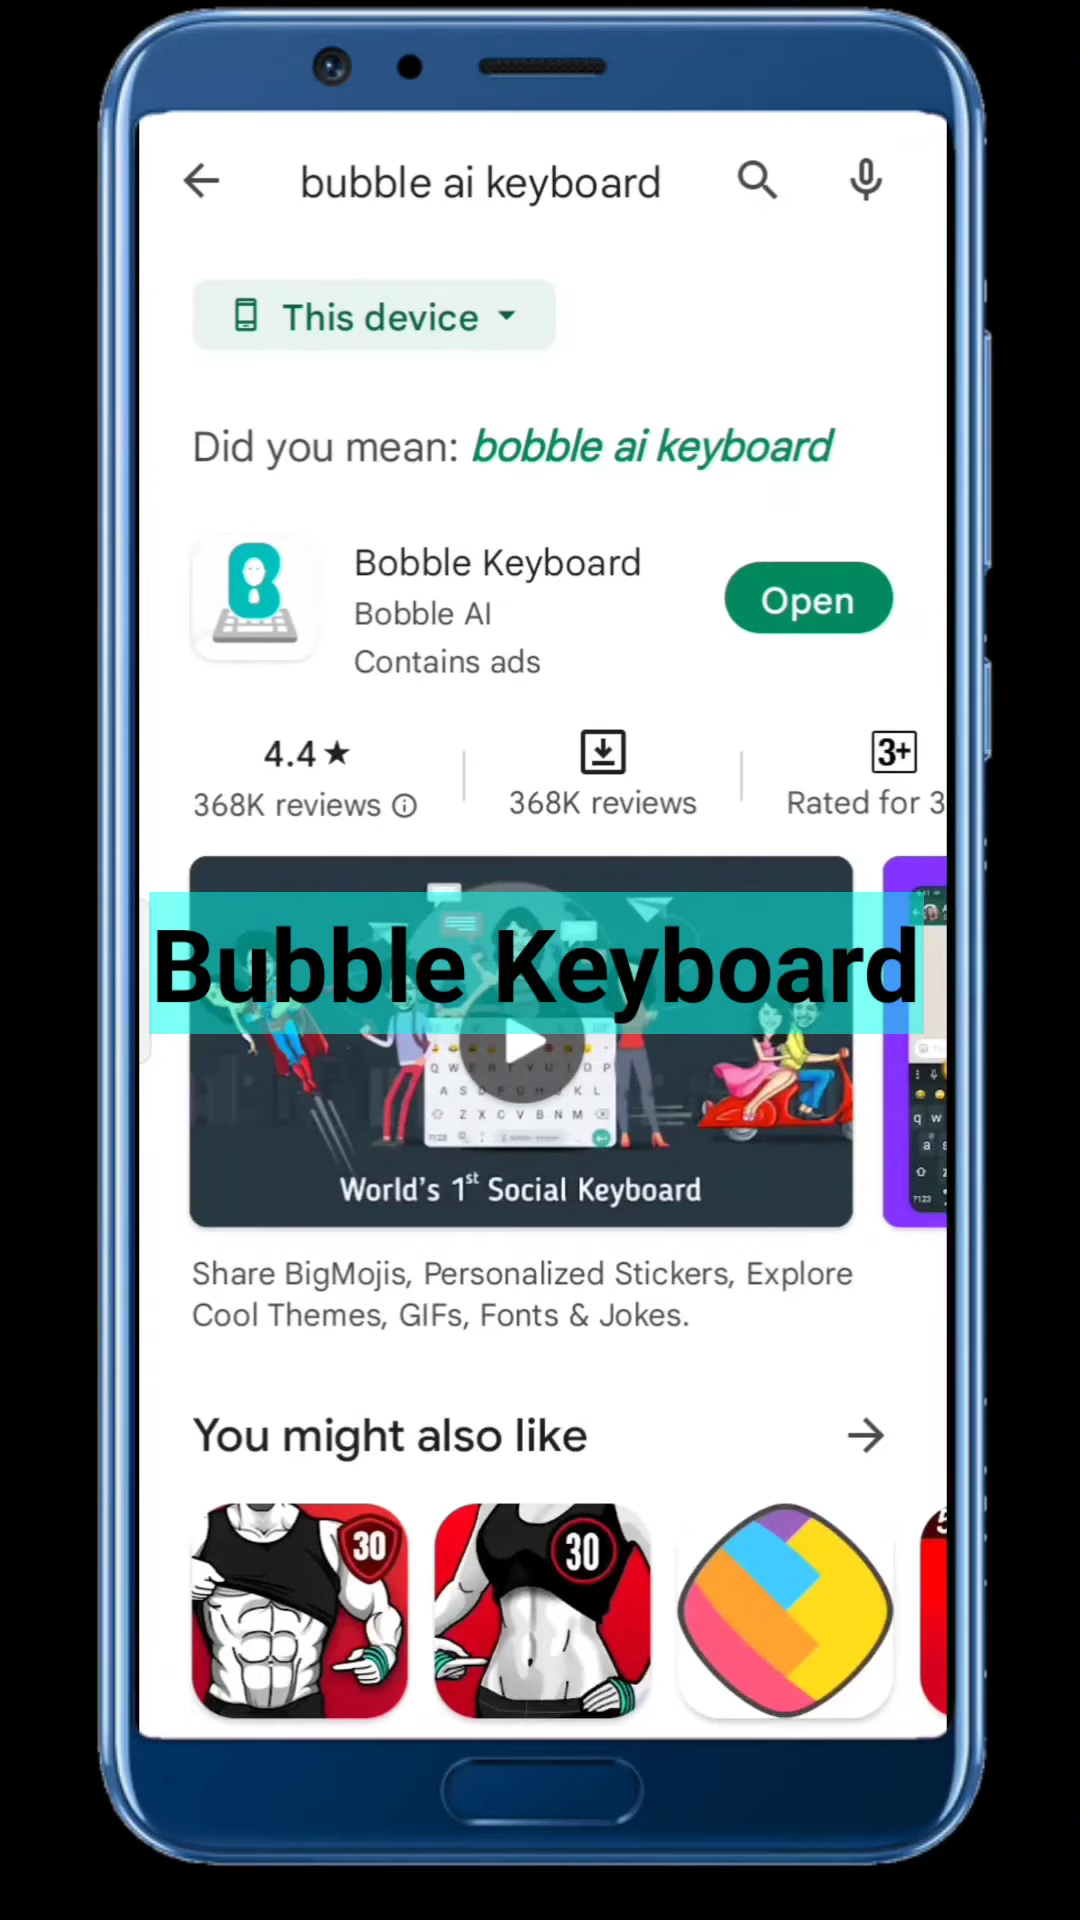 bubble ai keyboard
This device
Did you mean: bobble ai keyboard
B
Bobble Keyboard
Bobble AI
Contains ads
Open
4.4★
368K reviews
368K reviews
3+
Rated for 3
Bubble Keyboard
Q W E R T Y U I O P
A S D F G H J K L
Z X C V B N M
?123
World's 1st Social Keyboard
q w
a s
?123
Share BigMojis, Personalized Stickers, Explore
Cool Themes, GIFs, Fonts & Jokes.
You might also like
30
30